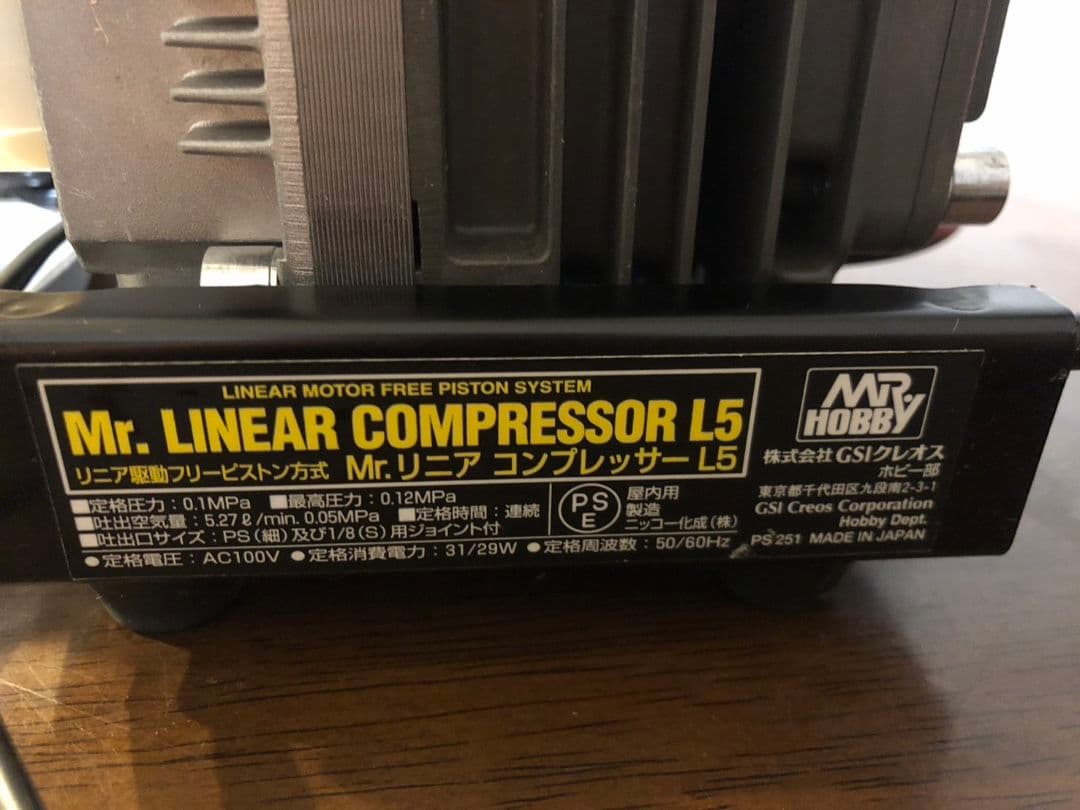 LINEAR MOTOR FREE PISTON SYSTEM
Mr. LINEAR COMPRESSOR L5
リニア駆動フリーピストン方式 Mr.リニア コンプレッサー L5
■定格圧力：0.1MPa ■最高圧力：0.12MPa
■吐出空気量：5.27ℓ/min. 0.05MPa ■定格時間：連続
■吐出口サイズ：PS（細）及び1/8（S）用ジョイント付
●定格電圧：AC100V ●定格消費電力：31/29W ●定格周波数：50/60Hz
PS
E
屋内用
製造
ニッコー化成（株）
MR.
HOBBY
株式会社 GSIクレオス
ホビー部
東京都千代田区九段南2-3-1
GSI Creos Corporation
Hobby Dept.
PS 251 MADE IN JAPAN